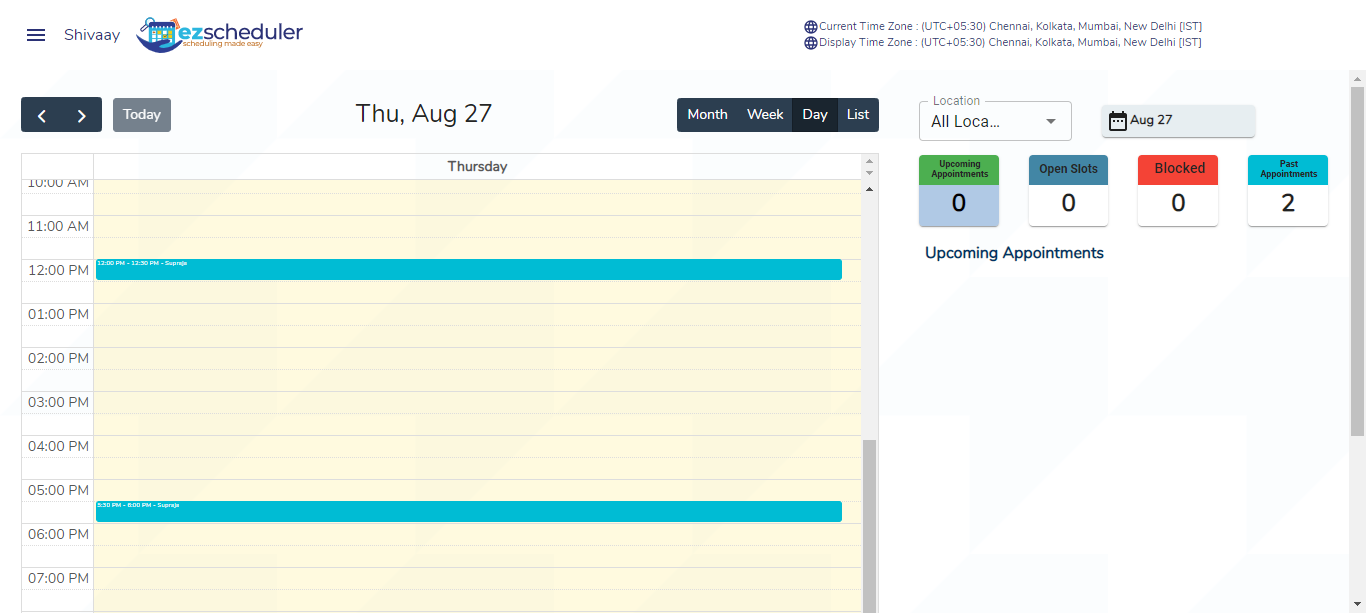 Shivaay
ezscheduler
scheduling made easy
Current Time Zone : (UTC+05:30) Chennai, Kolkata, Mumbai, New Delhi [IST]
Display Time Zone : (UTC+05:30) Chennai, Kolkata, Mumbai, New Delhi [IST]
Today
Thu, Aug 27
Month Week Day List
Location
All Loca...
Aug 27
Upcoming Appointments
0
Open Slots
0
Blocked
0
Past Appointments
2
Upcoming Appointments
Thursday
10:00 AM
11:00 AM
12:00 PM
12:00 PM - 12:30 PM - Supraja
01:00 PM
02:00 PM
03:00 PM
04:00 PM
05:00 PM
5:30 PM - 6:00 PM - Supraja
06:00 PM
07:00 PM